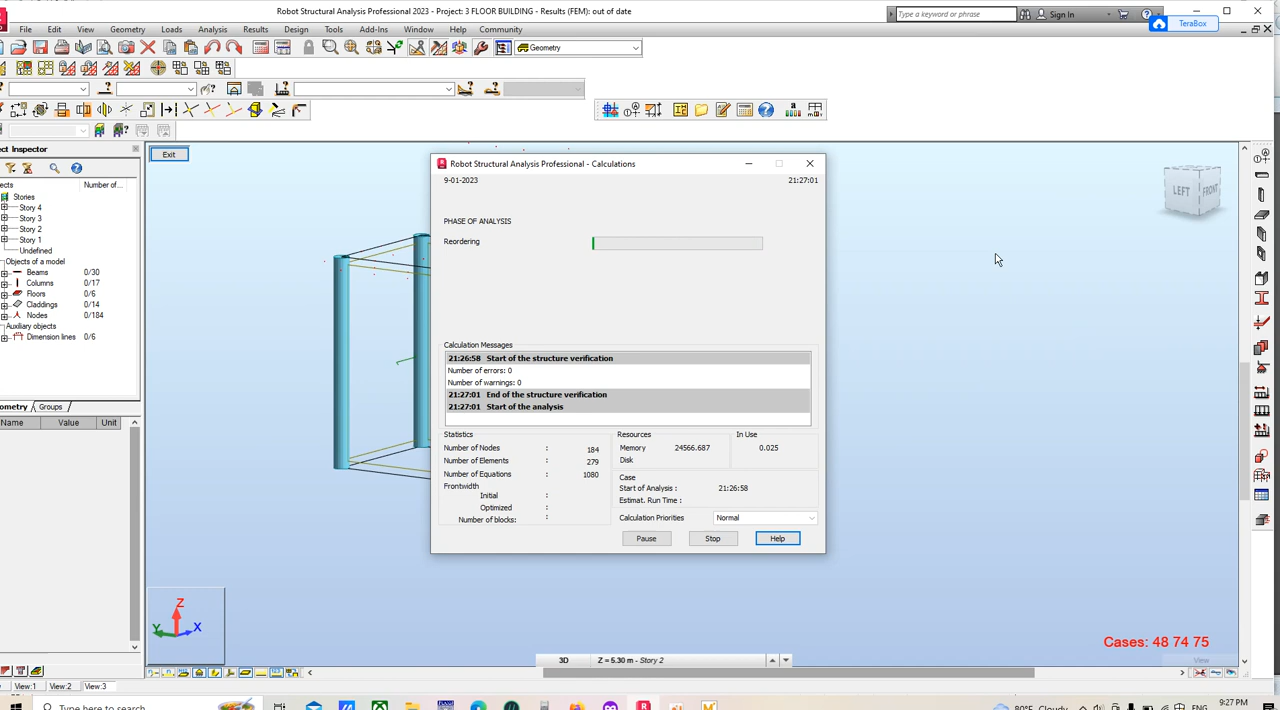 Robot Structural Analysis Professional 2023 - Project: 3 FLOOR BUILDING - Results (FEM): out of date
Type a keyword or phrase
Sign In
TeraBox
File Edit View Geometry Loads Analysis Results Design Tools Add-Ins Window Help Community
Geometry
ect Inspector
Exit
ects Number of...
Stories
Story 4
Story 3
Story 2
Story 1
Undefined
Objects of a model
Beams 0/30
Columns 0/17
Floors 0/6
Claddings 0/14
Nodes 0/184
Auxiliary objects
Dimension lines 0/6
ometry Groups
Name Value Unit
Robot Structural Analysis Professional - Calculations
9-01-2023 21:27:01
PHASE OF ANALYSIS
Reordering
Calculation Messages
21:26:58 Start of the structure verification
Number of errors: 0
Number of warnings: 0
21:27:01 End of the structure verification
21:27:01 Start of the analysis
Statistics
Number of Nodes : 184
Number of Elements : 279
Number of Equations : 1080
Frontwidth
Initial :
Optimized :
Number of blocks: :
Resources In Use
Memory 24566.687 0.025
Disk
Case
Start of Analysis : 21:26:58
Estimat. Run Time :
Calculation Priorities Normal
Pause Stop Help
LEFT FRONT
Z
Y X
Cases: 48 74 75
3D Z = 5.30 m - Story 2
View
View:1 View:2 View:3
Type here to search
80°F Cloudy
ENG
9:27 PM